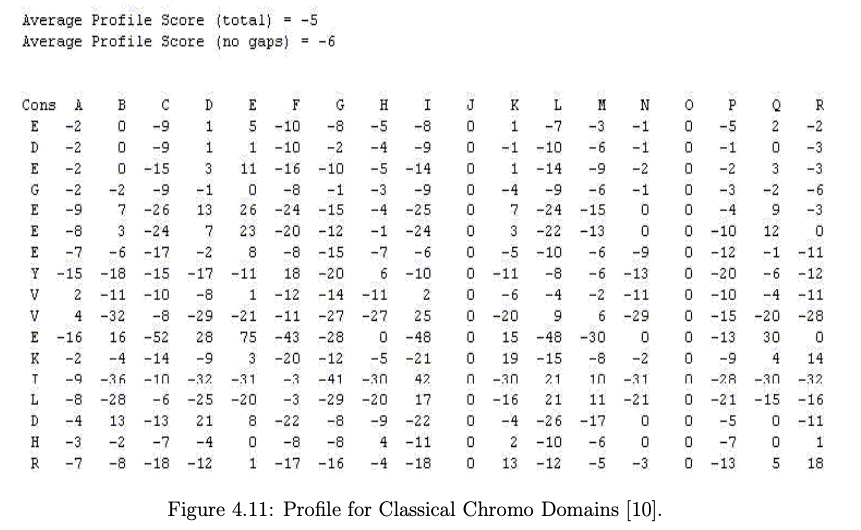 Average Profile Score (total) = -5
Average Profile Score (no gaps) = -6
Cons A B C D E F G H I J K L M N O P Q R
E -2 0 -9 1 5 -10 -8 -5 -8 0 1 -7 -3 -1 0 -5 2 -2
D -2 0 -9 1 1 -10 -2 -4 -9 0 -1 -10 -6 -1 0 -1 0 -3
E -2 0 -15 3 11 -16 -10 -5 -14 0 1 -14 -9 -2 0 -2 3 -3
G -2 -2 -9 -1 0 -8 -1 -3 -9 0 -4 -9 -6 -1 0 -3 -2 -6
E -9 7 -26 13 26 -24 -15 -4 -25 0 7 -24 -15 0 0 -4 9 -3
E -8 3 -24 7 23 -20 -12 -1 -24 0 3 -22 -13 0 0 -10 12 0
E -7 -6 -17 -2 8 -8 -15 -7 -6 0 -5 -10 -6 -9 0 -12 -1 -11
Y -15 -18 -15 -17 -11 18 -20 6 -10 0 -11 -8 -6 -13 0 -20 -6 -12
V 2 -11 -10 -8 1 -12 -14 -11 2 0 -6 -4 -2 -11 0 -10 -4 -11
V 4 -32 -8 -29 -21 -11 -27 -27 25 0 -20 9 6 -29 0 -15 -20 -28
E -16 16 -52 28 75 -43 -28 0 -48 0 15 -48 -30 0 0 -13 30 0
K -2 -4 -14 -9 3 -20 -12 -5 -21 0 19 -15 -8 -2 0 -9 4 14
I -9 -36 -10 -32 -31 -3 -41 -30 42 0 -30 21 10 -31 0 -28 -30 -32
L -8 -28 -6 -25 -20 -3 -29 -20 17 0 -16 21 11 -21 0 -21 -15 -16
D -4 13 -13 21 8 -22 -8 -9 -22 0 -4 -26 -17 0 0 -5 0 -11
H -3 -2 -7 -4 0 -8 -8 4 -11 0 2 -10 -6 0 0 -7 0 1
R -7 -8 -18 -12 1 -17 -16 -4 -18 0 13 -12 -5 -3 0 -13 5 18
Figure 4.11: Profile for Classical Chromo Domains [10].